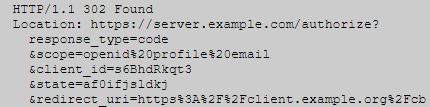 HTTP/1.1 302 Found
Location: https://server.example.com/authorize?
response_type=code
&scope=openid%20profile%20email
&client_id=s6BhdRkqt3
&state=af0ifjsldkj
&redirect_uri=https%3A%2F%2Fclient.example.org%2Fcb